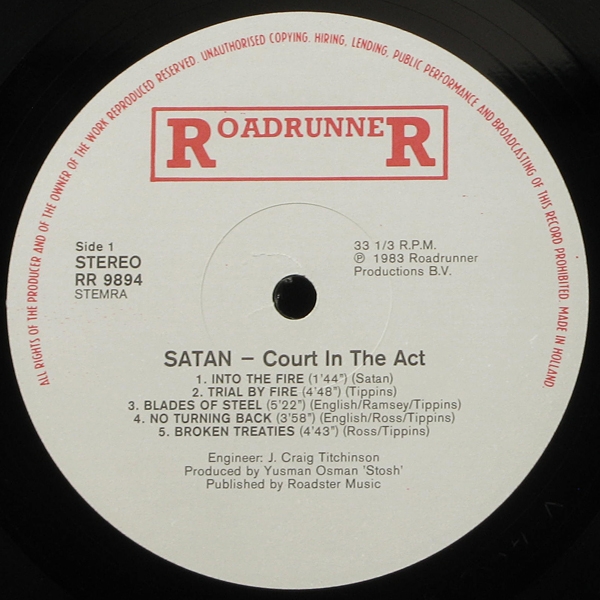 ALL RIGHTS OF THE PRODUCER AND OF THE OWNER OF THE WORK REPRODUCED RESERVED. UNAUTHORISED COPYING. HIRING, LENDING, PUBLIC PERFORMANCE AND BROADCASTING OF THIS RECORD PROHIBITED. MADE IN HOLLAND.
ROADRUNNER
Side 1
STEREO
RR 9894
STEMRA
33 1/3 R.P.M.
℗ 1983 Roadrunner
Productions B.V.
SATAN – Court In The Act
1. INTO THE FIRE (1'44") (Satan)
2. TRIAL BY FIRE (4'48") (Tippins)
3. BLADES OF STEEL (5'22") (English/Ramsey/Tippins)
4. NO TURNING BACK (3'58") (English/Ross/Tippins)
5. BROKEN TREATIES (4'43") (Ross/Tippins)
Engineer: J. Craig Titchinson
Produced by Yusman Osman 'Stosh'
Published by Roadster Music